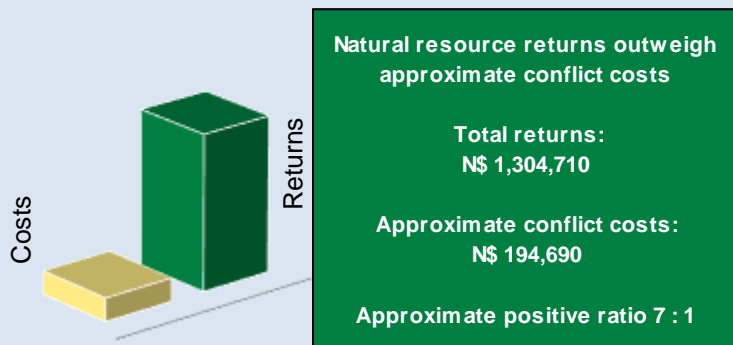 Costs
Returns
Natural resource returns outweigh
approximate conflict costs
Total returns:
N$ 1,304,710
Approximate conflict costs:
N$ 194,690
Approximate positive ratio 7 : 1